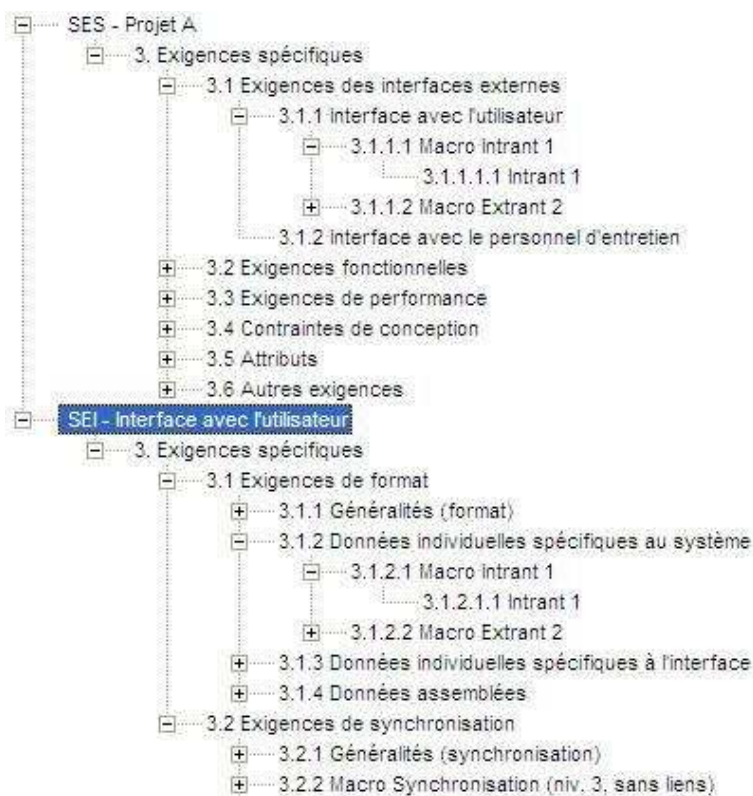 SES - Projet A
3. Exigences spécifiques
3.1 Exigences des interfaces externes
3.1.1 Interface avec l'utilisateur
3.1.1.1 Macro Intrant 1
3.1.1.1.1 Intrant 1
3.1.1.2 Macro Extrant 2
3.1.2 Interface avec le personnel d'entretien
3.2 Exigences fonctionnelles
3.3 Exigences de performance
3.4 Contraintes de conception
3.5 Attributs
3.6 Autres exigences
SEI - Interface avec l'utilisateur
3. Exigences spécifiques
3.1 Exigences de format
3.1.1 Généralités (format)
3.1.2 Données individuelles spécifiques au système
3.1.2.1 Macro Intrant 1
3.1.2.1.1 Intrant 1
3.1.2.2 Macro Extrant 2
3.1.3 Données individuelles spécifiques à l'interface
3.1.4 Données assemblées
3.2 Exigences de synchronisation
3.2.1 Généralités (synchronisation)
3.2.2 Macro Synchronisation (niv. 3, sans liens)